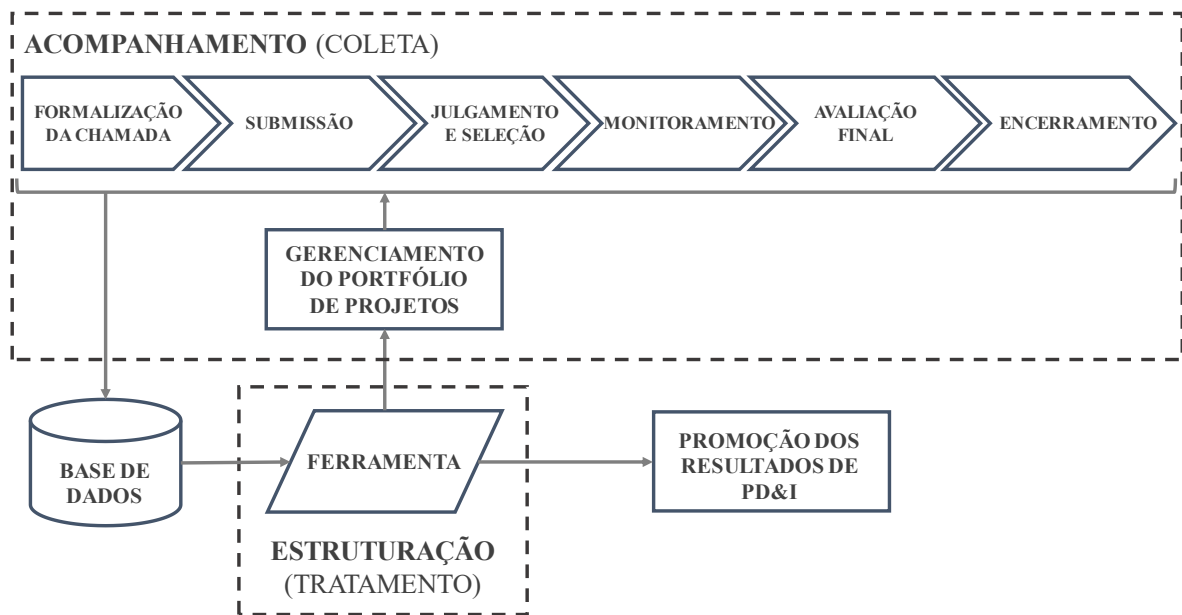 ACOMPANHAMENTO (COLETA)
FORMALIZAÇÃO
DA CHAMADA
SUBMISSÃO
JULGAMENTO
E SELEÇÃO
MONITORAMENTO
AVALIAÇÃO
FINAL
ENCERRAMENTO
GERENCIAMENTO
DO PORTFÓLIO
DE PROJETOS
BASE DE
DADOS
FERRAMENTA
PROMOÇÃO DOS
RESULTADOS DE
PD&I
ESTRUTURAÇÃO
(TRATAMENTO)